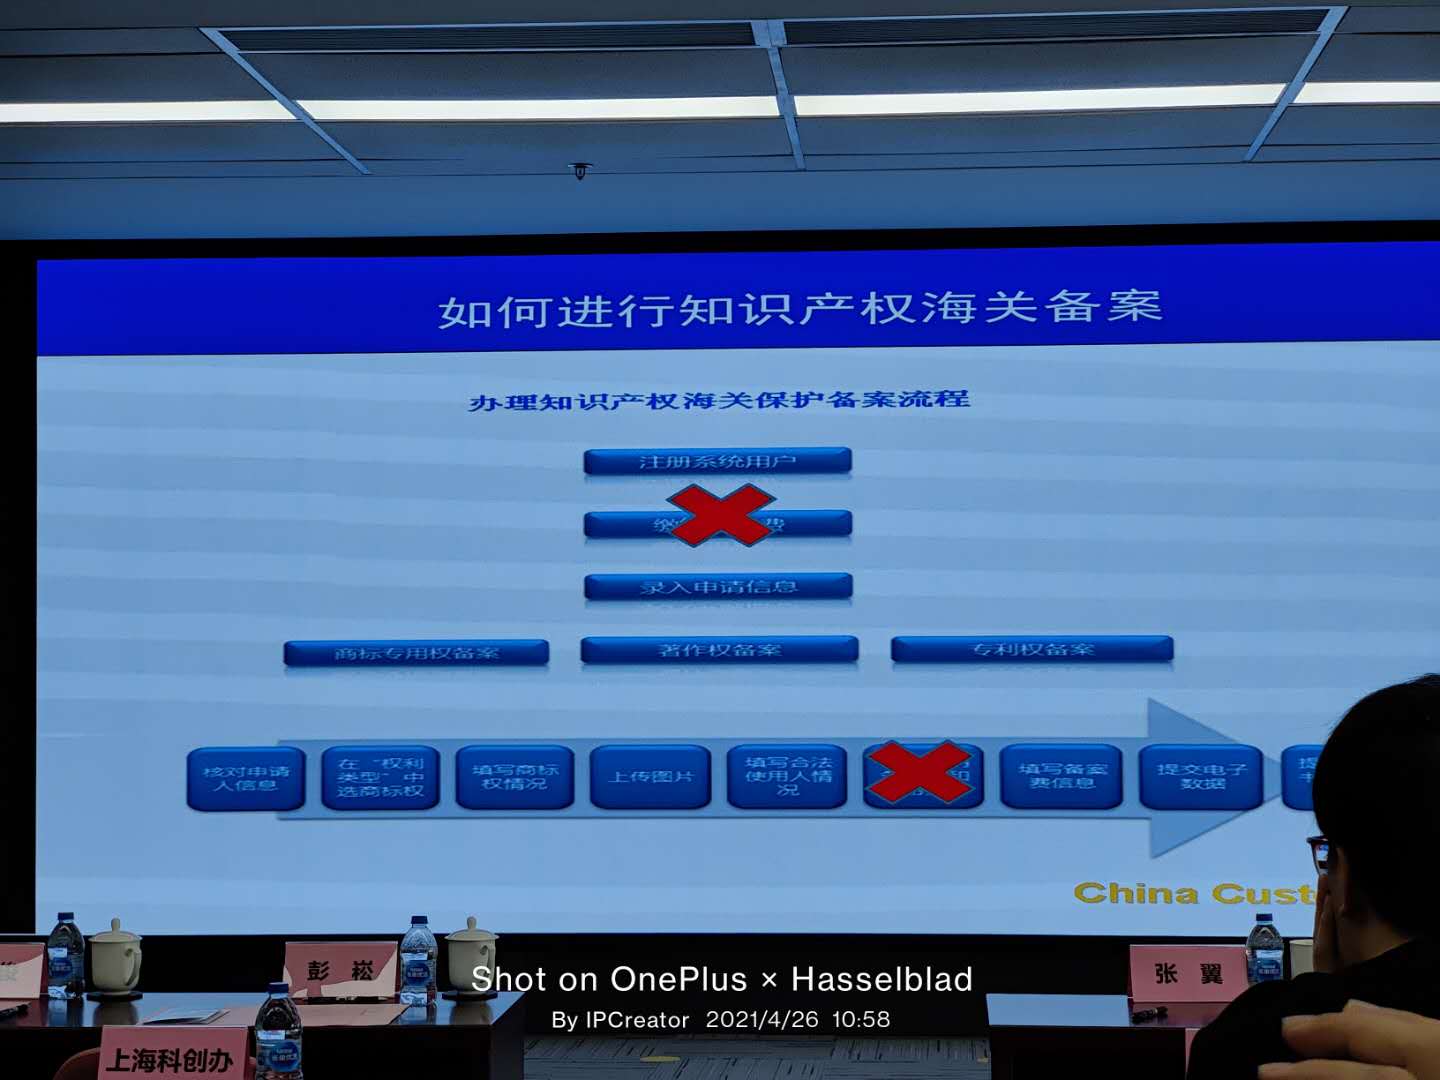 如何进行知识产权海关备案
办理知识产权海关保护备案流程
注册系统用户
缴 费
录入申请信息
商标专用权备案
著作权备案
专利权备案
核对申请
人信息
在“权利
类型”中
选商标权
填写商标
权情况
上传图片
填写合法
使用人情
况
填写备案
费信息
提交电子
数据
China Cust
彭 崧
张 翼
上海科创办
Shot on OnePlus × Hasselblad
By IPCreator 2021/4/26 10:58